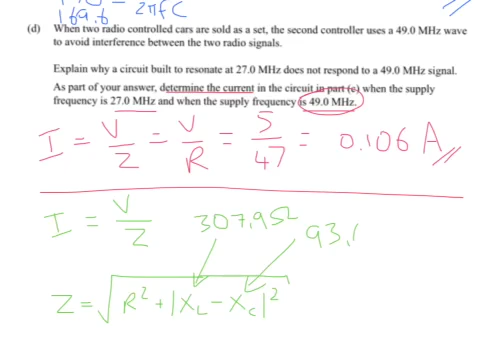 169.6 2πfC
(d) When two radio controlled cars are sold as a set, the second controller uses a 49.0 MHz wave
to avoid interference between the two radio signals.
Explain why a circuit built to resonate at 27.0 MHz does not respond to a 49.0 MHz signal.
As part of your answer, determine the current in the circuit in part (c) when the supply
frequency is 27.0 MHz and when the supply frequency is 49.0 MHz.
I = V/Z = V/R = 5/47 = 0.106 A
I = V/Z 307.95Ω 93.1
Z = √R² + |X_L - X_C|²